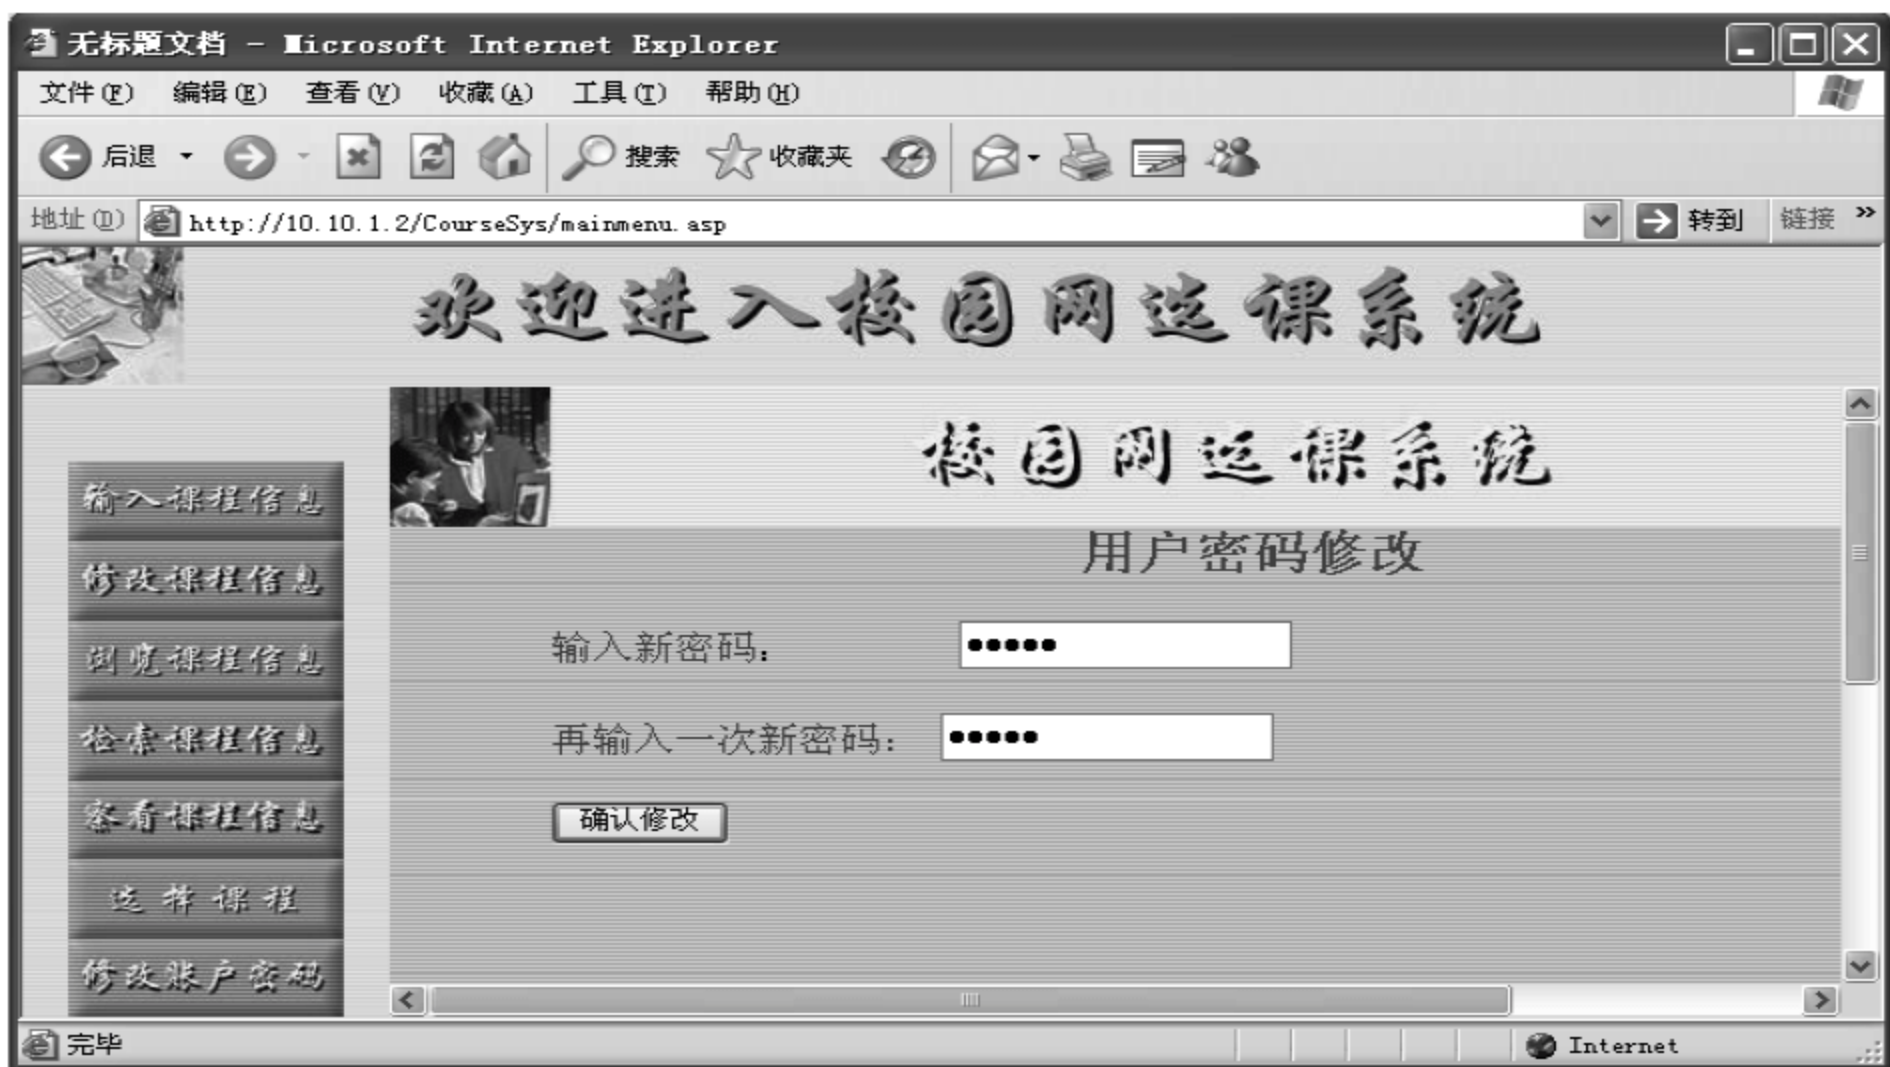 无标题文档 - Microsoft Internet Explorer
文件(F) 编辑(E) 查看(V) 收藏(A) 工具(T) 帮助(H)
后退 搜索 收藏夹
地址(D) http://10.10.1.2/CourseSys/mainmenu.asp 转到 链接 »
欢迎进入校园网选课系统
校园网选课系统
用户密码修改
输入新密码:
再输入一次新密码:
确认修改
输入课程信息
修改课程信息
浏览课程信息
检索课程信息
察看课程信息
选择课程
修改账户密码
完毕 Internet